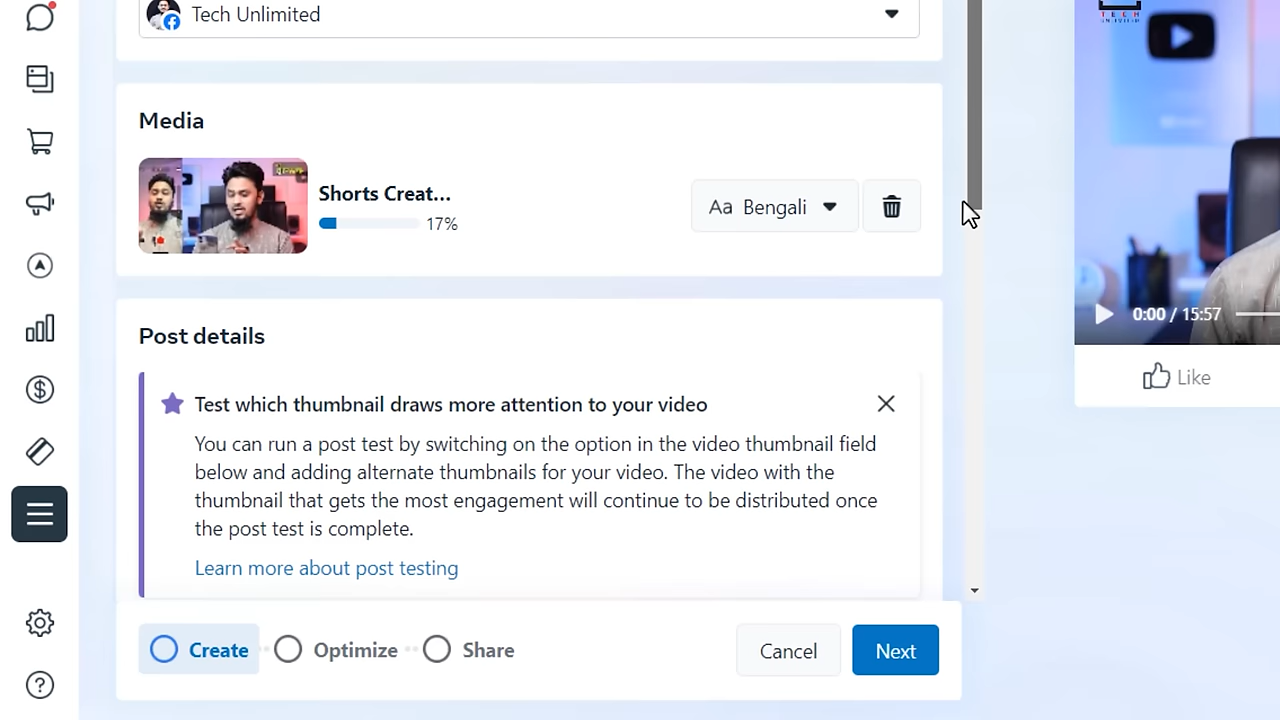 Tech Unlimited
Media
Shorts Creat...
17%
Aa Bengali
Post details
Test which thumbnail draws more attention to your video
You can run a post test by switching on the option in the video thumbnail field
below and adding alternate thumbnails for your video. The video with the
thumbnail that gets the most engagement will continue to be distributed once
the post test is complete.
Learn more about post testing
Create
Optimize
Share
Cancel
Next
TECH
0:00 / 15:57
Like